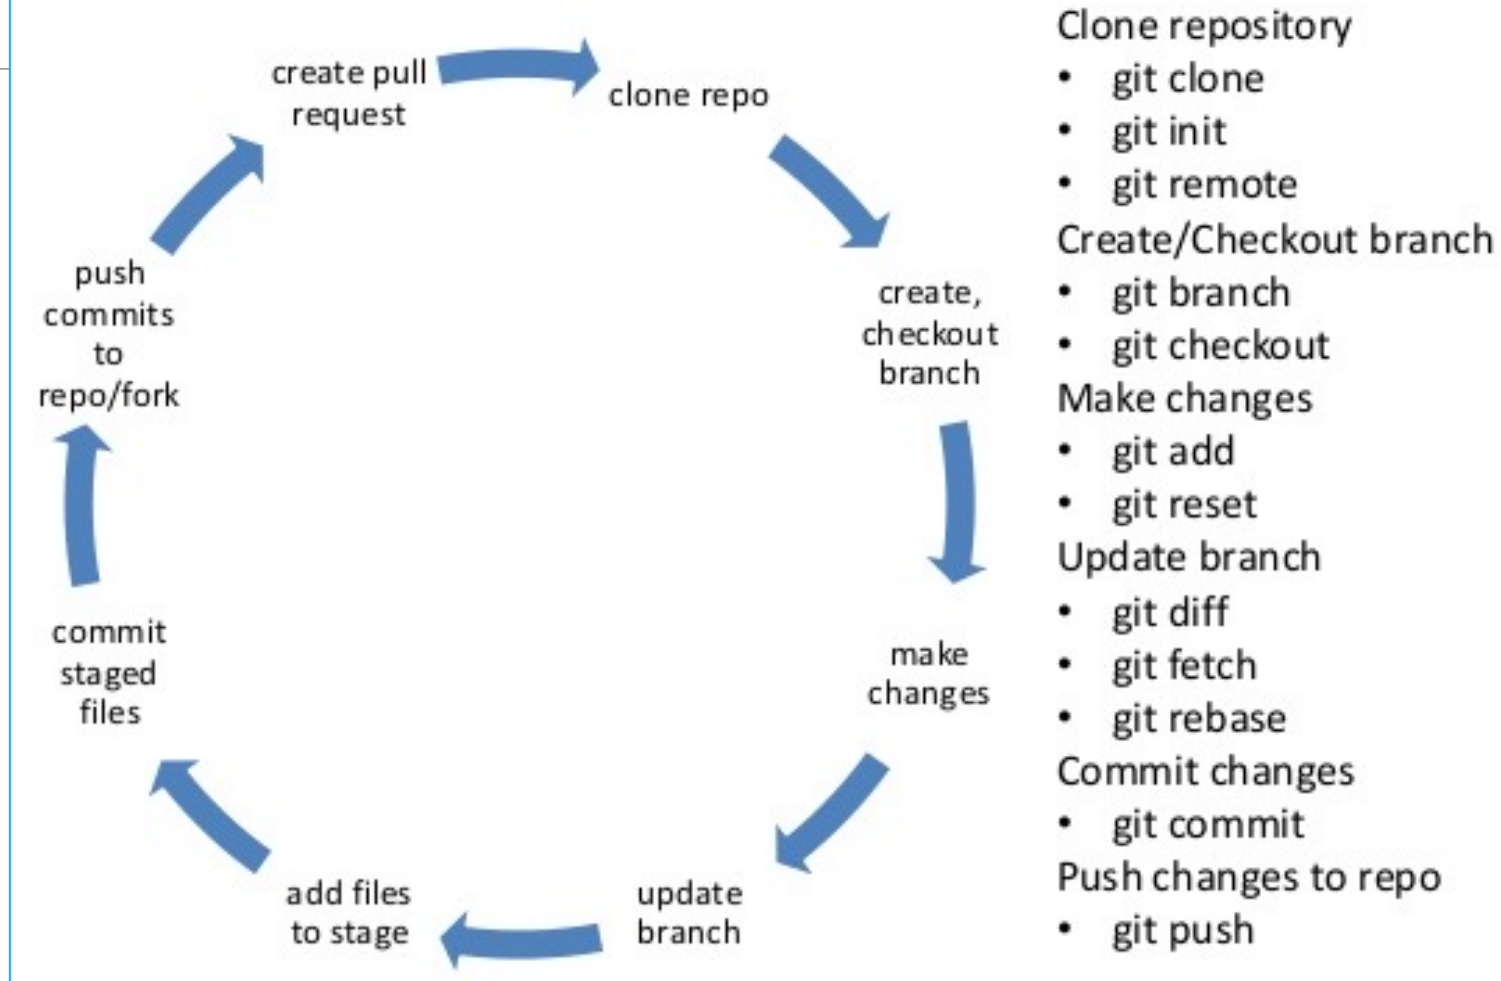 create pull
request
clone repo
create,
checkout
branch
make
changes
update
branch
add files
to stage
commit
staged
files
push
commits
to
repo/fork
Clone repository
• git clone
• git init
• git remote
Create/Checkout branch
• git branch
• git checkout
Make changes
• git add
• git reset
Update branch
• git diff
• git fetch
• git rebase
Commit changes
• git commit
Push changes to repo
• git push